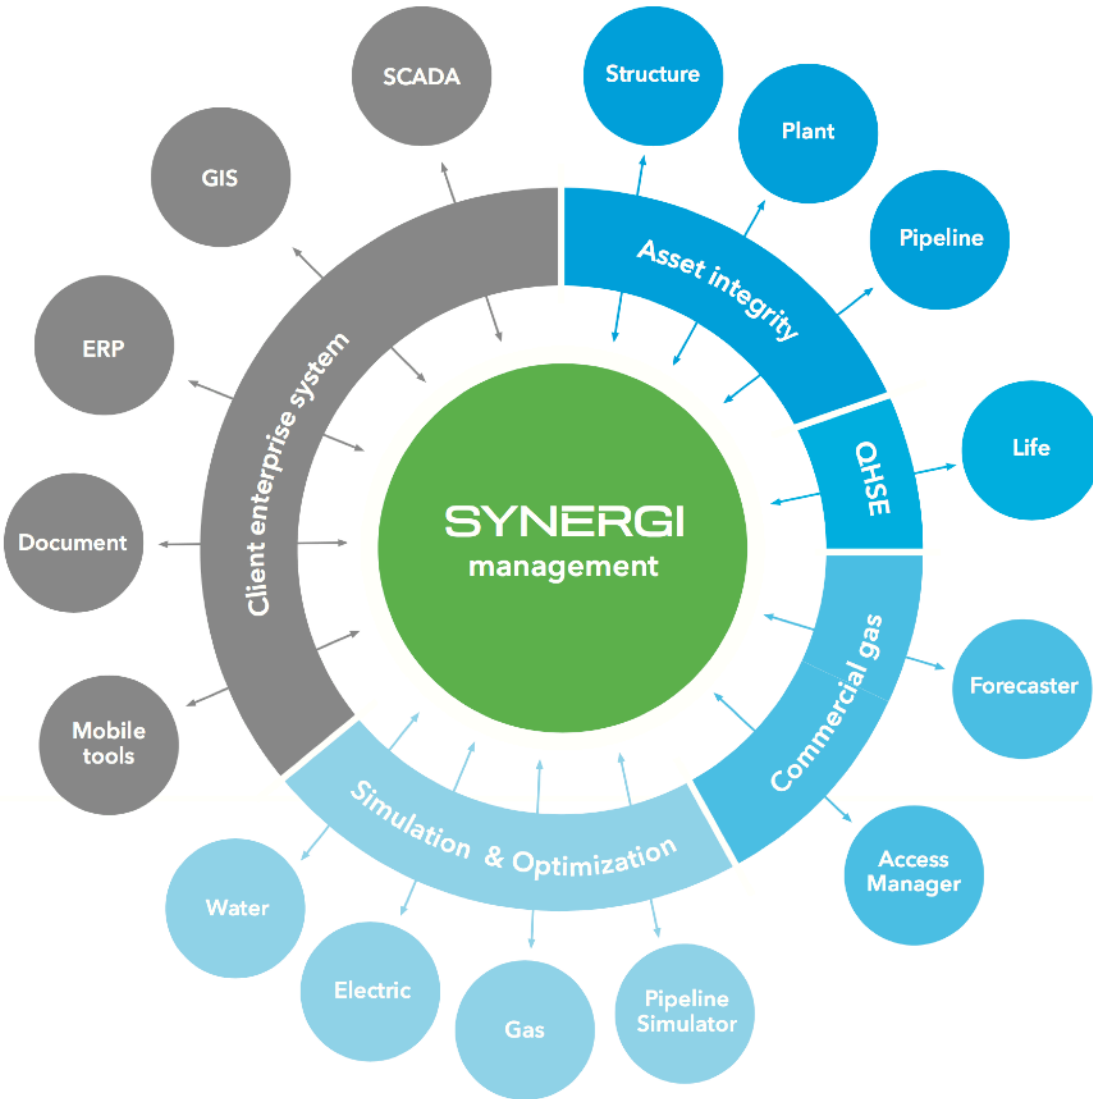 SCADA
Structure
Plant
GIS
Pipeline
Asset integrity
ERP
Client enterprise system
QHSE
Life
SYNERGI
management
Document
Commercial gas
Forecaster
Mobile
tools
Simulation & Optimization
Access
Manager
Water
Electric
Gas
Pipeline
Simulator